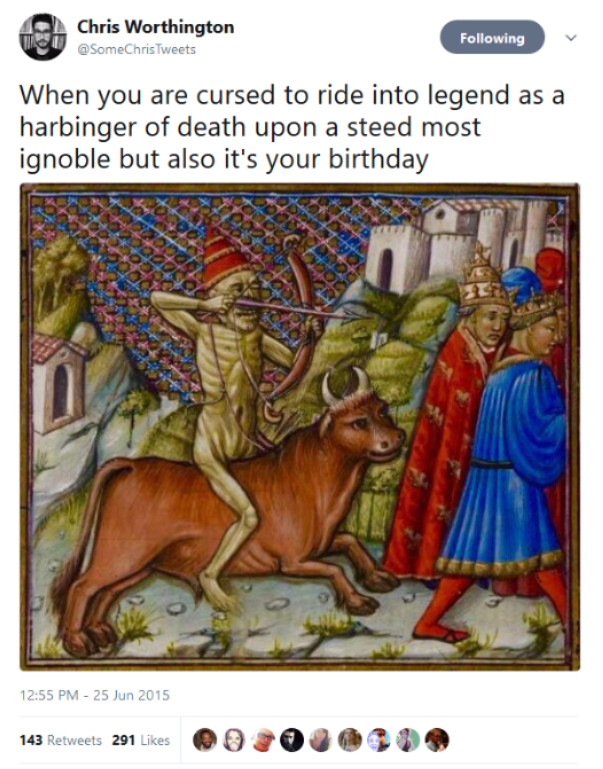 Chris Worthington
@SomeChrisTweets
Following
When you are cursed to ride into legend as a
harbinger of death upon a steed most
ignoble but also it's your birthday
12:55 PM - 25 Jun 2015
143 Retweets 291 Likes